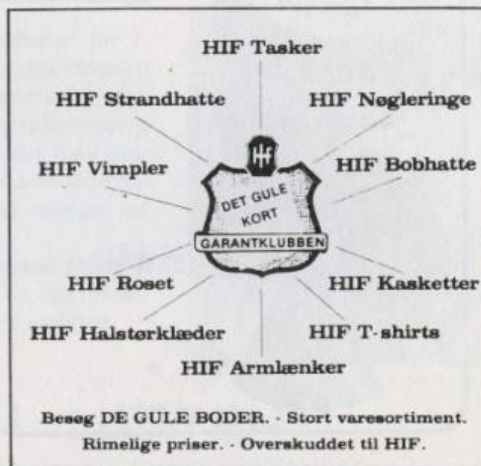 HIF Tasker
HIF Strandhatte
HIF Nøgleringe
HIF Vimpler
HIF Bobhatte
Hif
DET GULE
KORT
GARANTKLUBBEN
HIF Roset
HIF Kasketter
HIF Halstørklæder
HIF T-shirts
HIF Armlænker
Besøg DE GULE BODER. - Stort varesortiment.
Rimelige priser. - Overskuddet til HIF.